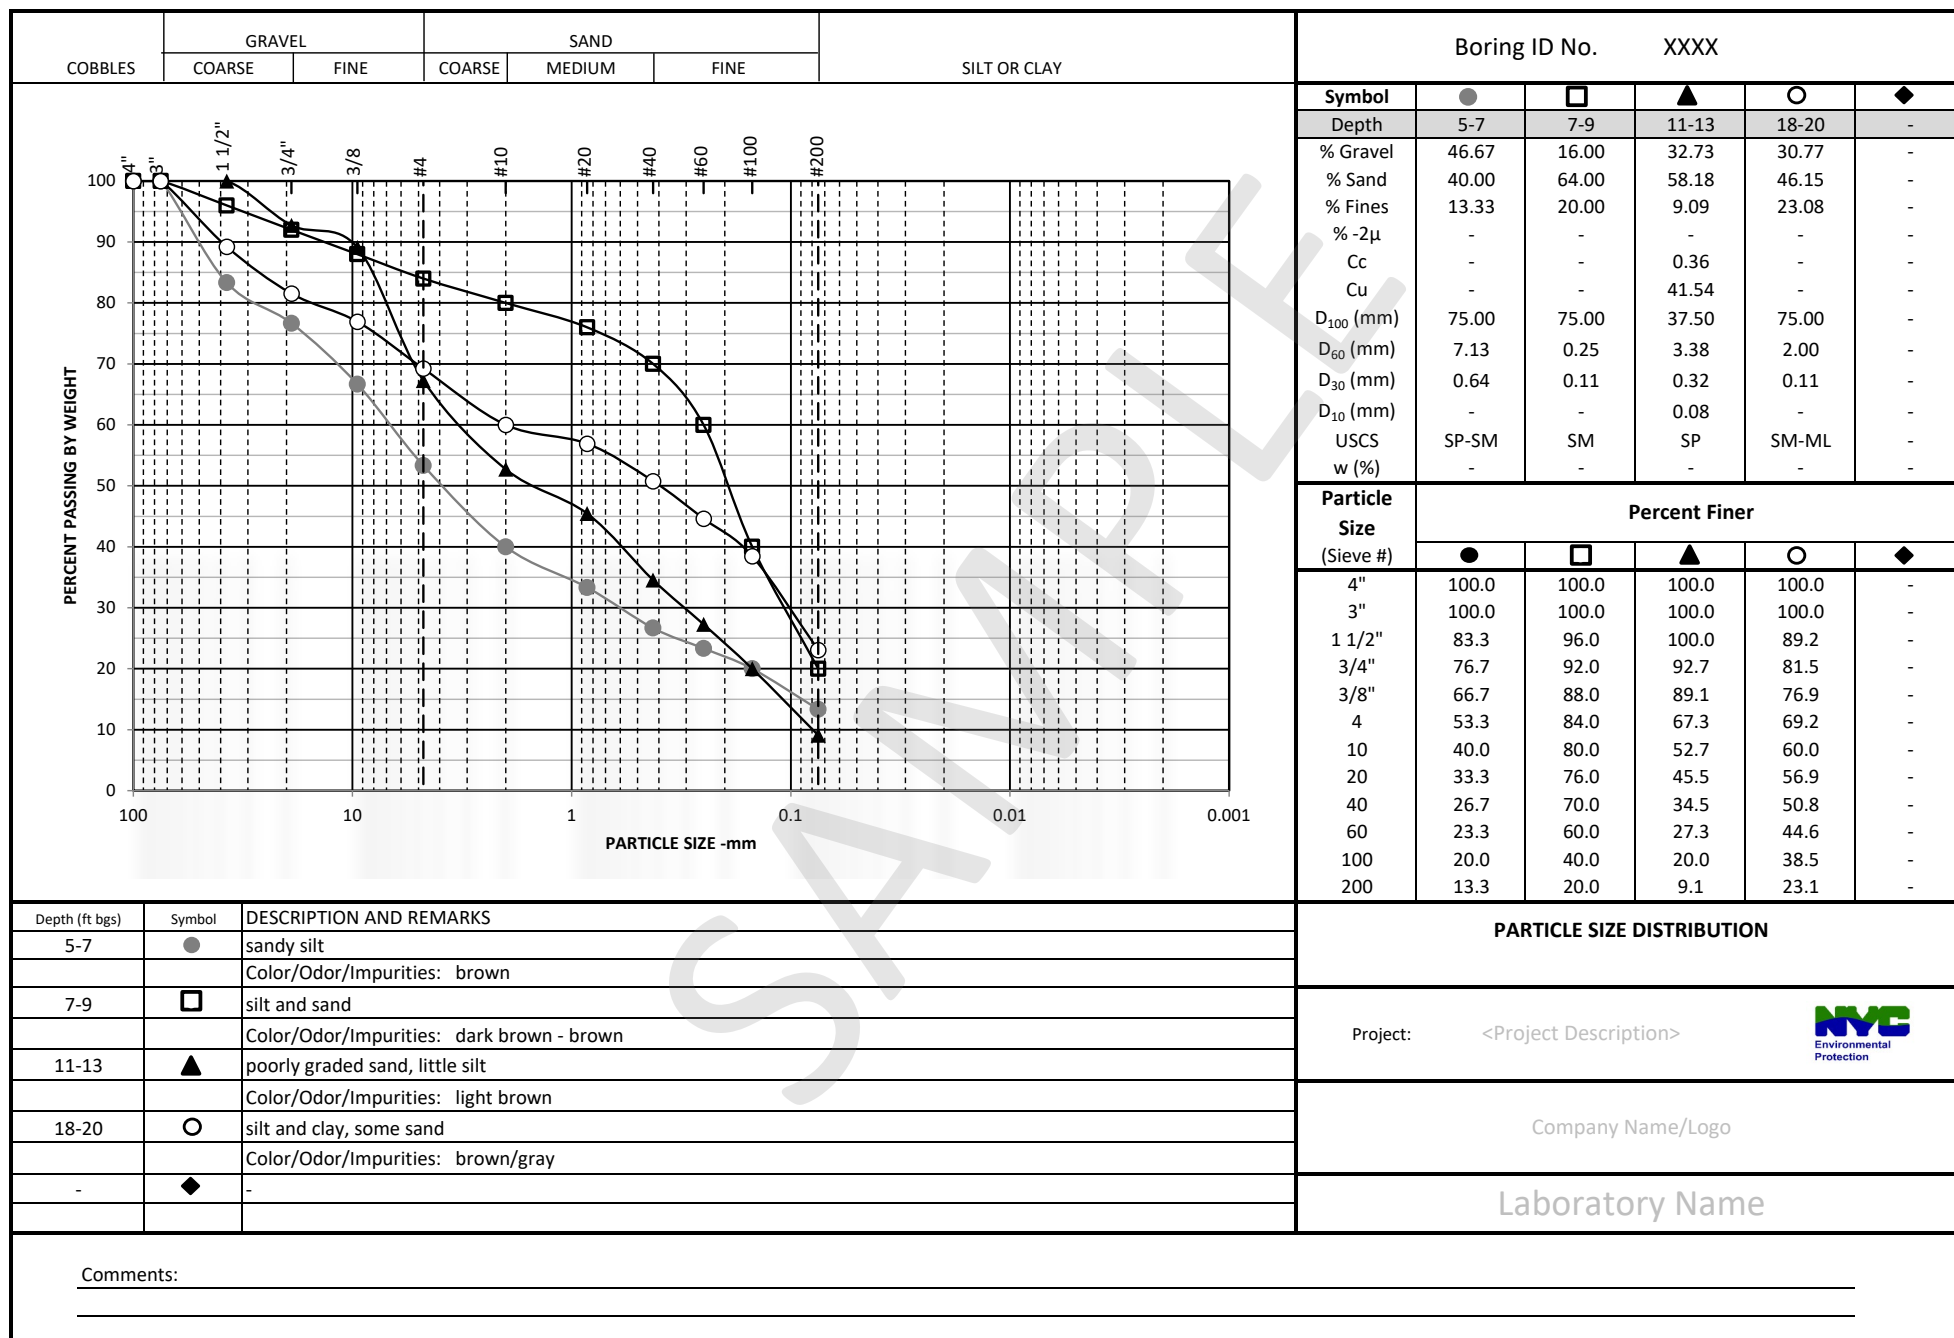 GRAVEL SAND
COBBLES COARSE FINE COARSE MEDIUM FINE SILT OR CLAY
4" 3" 1 1/2" 3/4" 3/8 #4 #10 #20 #40 #60 #100 #200
PERCENT PASSING BY WEIGHT
100
90
80
70
60
50
40
30
20
10
0
100 10 1 0.1 0.01 0.001
PARTICLE SIZE -mm
Boring ID No. XXXX
Symbol
Depth 5-7 7-9 11-13 18-20 -
% Gravel 46.67 16.00 32.73 30.77 -
% Sand 40.00 64.00 58.18 46.15 -
% Fines 13.33 20.00 9.09 23.08 -
% -2μ - - - - -
Cc - - 0.36 - -
Cu - - 41.54 - -
D100 (mm) 75.00 75.00 37.50 75.00 -
D60 (mm) 7.13 0.25 3.38 2.00 -
D30 (mm) 0.64 0.11 0.32 0.11 -
D10 (mm) - - 0.08 - -
USCS SP-SM SM SP SM-ML -
w (%) - - - - -
Particle
Size
(Sieve #)
Percent Finer
4" 100.0 100.0 100.0 100.0 -
3" 100.0 100.0 100.0 100.0 -
1 1/2" 83.3 96.0 100.0 89.2 -
3/4" 76.7 92.0 92.7 81.5 -
3/8" 66.7 88.0 89.1 76.9 -
4 53.3 84.0 67.3 69.2 -
10 40.0 80.0 52.7 60.0 -
20 33.3 76.0 45.5 56.9 -
40 26.7 70.0 34.5 50.8 -
60 23.3 60.0 27.3 44.6 -
100 20.0 40.0 20.0 38.5 -
200 13.3 20.0 9.1 23.1 -
SAMPLE
Depth (ft bgs) Symbol DESCRIPTION AND REMARKS
5-7 sandy silt
Color/Odor/Impurities: brown
7-9 silt and sand
Color/Odor/Impurities: dark brown - brown
11-13 poorly graded sand, little silt
Color/Odor/Impurities: light brown
18-20 silt and clay, some sand
Color/Odor/Impurities: brown/gray
- -
PARTICLE SIZE DISTRIBUTION
Project: <Project Description>
NYC
Environmental
Protection
Company Name/Logo
Laboratory Name
Comments: